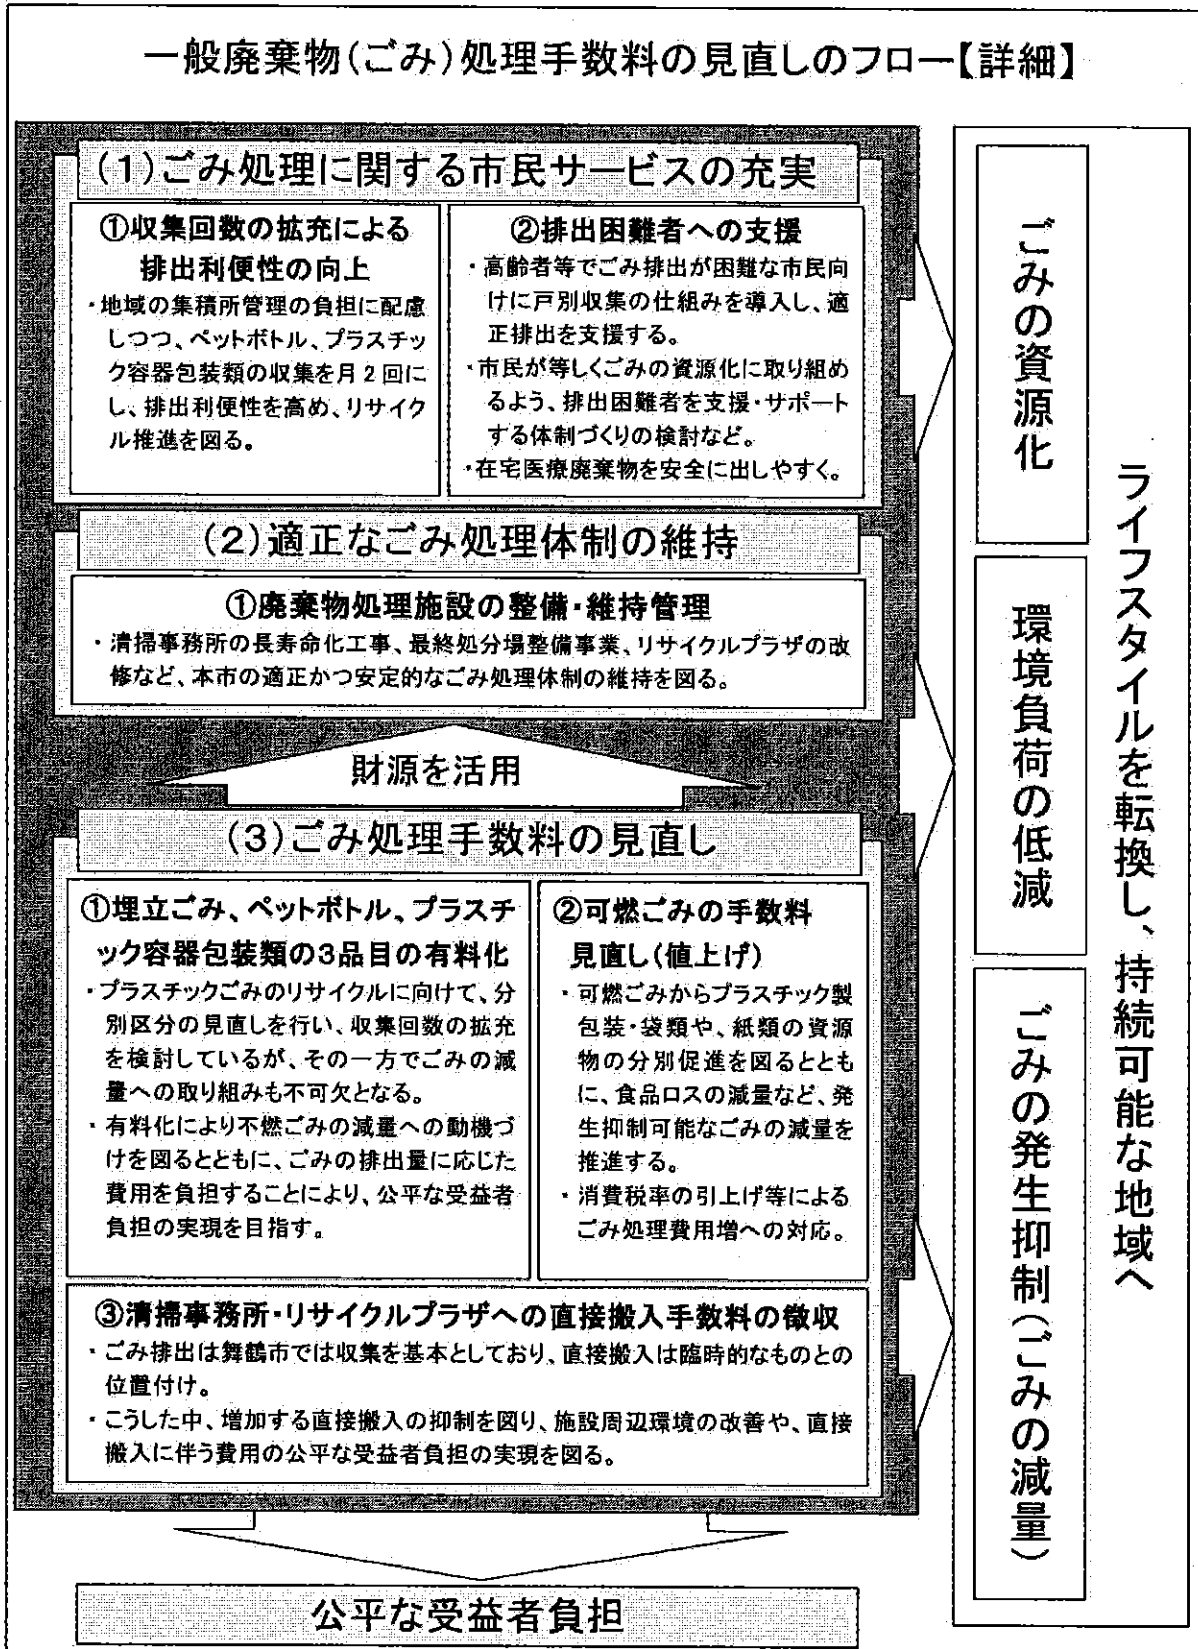 一般廃棄物(ごみ)処理手数料の見直しのフロー【詳細】
(1)ごみ処理に関する市民サービスの充実
①収集回数の拡充による
排出利便性の向上
・地域の集積所管理の負担に配慮
しつつ、ペットボトル、プラスチッ
ク容器包装類の収集を月2回に
し、排出利便性を高め、リサイク
ル推進を図る。
②排出困難者への支援
・高齢者等でごみ排出が困難な市民向
けに戸別収集の仕組みを導入し、適
正排出を支援する。
・市民が等しくごみの資源化に取り組め
るよう、排出困難者を支援・サポート
する体制づくりの検討など。
・在宅医療廃棄物を安全に出しやすく。
(2)適正なごみ処理体制の維持
①廃棄物処理施設の整備・維持管理
・清掃事務所の長寿命化工事、最終処分場整備事業、リサイクルプラザの改
修など、本市の適正かつ安定的なごみ処理体制の維持を図る。
財源を活用
(3)ごみ処理手数料の見直し
①埋立ごみ、ペットボトル、プラスチ
ック容器包装類の3品目の有料化
・プラスチックごみのリサイクルに向けて、分
別区分の見直しを行い、収集回数の拡充
を検討しているが、その一方でごみの減
量への取り組みも不可欠となる。
・有料化により不燃ごみの減量への動機づ
けを図るとともに、ごみの排出量に応じた
費用を負担することにより、公平な受益者
負担の実現を目指す。
②可燃ごみの手数料
見直し(値上げ)
・可燃ごみからプラスチック製
包装・袋類や、紙類の資源
物の分別促進を図るととも
に、食品ロスの減量など、発
生抑制可能なごみの減量を
推進する。
・消費税率の引上げ等による
ごみ処理費用増への対応。
③清掃事務所・リサイクルプラザへの直接搬入手数料の徴収
・ごみ排出は舞鶴市では収集を基本としており、直接搬入は臨時的なものとの
位置付け。
・こうした中、増加する直接搬入の抑制を図り、施設周辺環境の改善や、直接
搬入に伴う費用の公平な受益者負担の実現を図る。
公平な受益者負担
ごみの資源化
環境負荷の低減
ごみの発生抑制(ごみの減量)
ライフスタイルを転換し、持続可能な地域へ